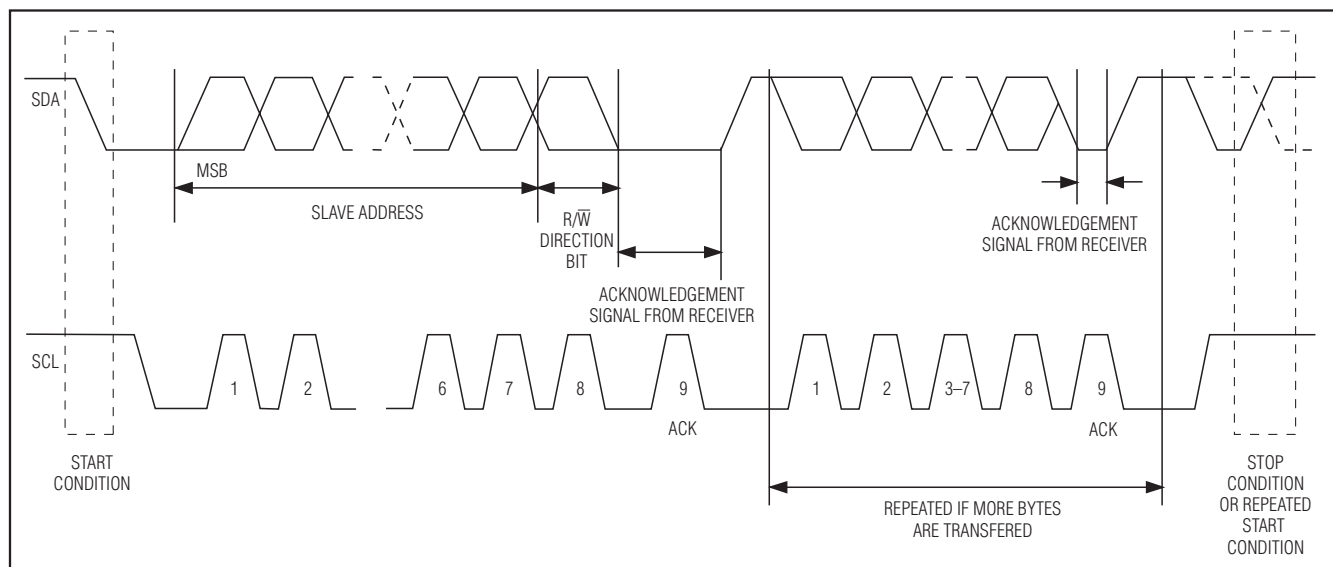 SDA
MSB
SLAVE ADDRESS
R/W̅
DIRECTION
BIT
ACKNOWLEDGEMENT
SIGNAL FROM RECEIVER
ACKNOWLEDGEMENT
SIGNAL FROM RECEIVER
SCL
1 2 6 7 8 9 1 2 3–7 8 9
ACK ACK
START
CONDITION
REPEATED IF MORE BYTES
ARE TRANSFERED
STOP
CONDITION
OR REPEATED
START
CONDITION